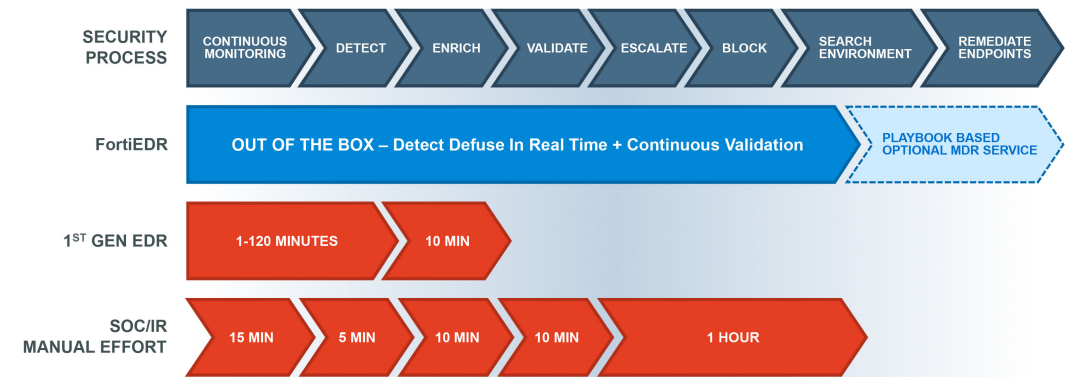 SECURITY
PROCESS
CONTINUOUS
MONITORING
DETECT
ENRICH
VALIDATE
ESCALATE
BLOCK
SEARCH
ENVIRONMENT
REMEDIATE
ENDPOINTS
FortiEDR
OUT OF THE BOX – Detect Defuse In Real Time + Continuous Validation
PLAYBOOK BASED
OPTIONAL MDR SERVICE
1ST GEN EDR
1-120 MINUTES
10 MIN
SOC/IR
MANUAL EFFORT
15 MIN
5 MIN
10 MIN
10 MIN
1 HOUR